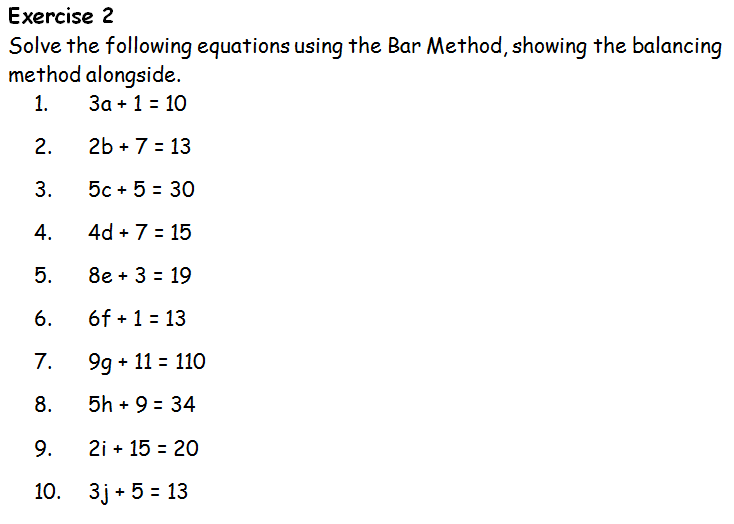 Exercise 2
Solve the following equations using the Bar Method, showing the balancing
method alongside.
1. 3a + 1 = 10
2. 2b + 7 = 13
3. 5c + 5 = 30
4. 4d + 7 = 15
5. 8e + 3 = 19
6. 6f + 1 = 13
7. 9g + 11 = 110
8. 5h + 9 = 34
9. 2i + 15 = 20
10. 3j + 5 = 13